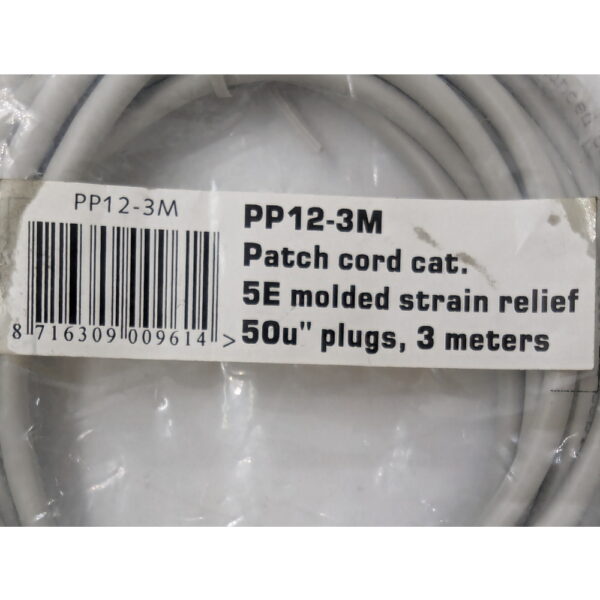 PP12-3M
8 716309 009614 >
PP12-3M
Patch cord cat.
5E molded strain relief
50u" plugs, 3 meters